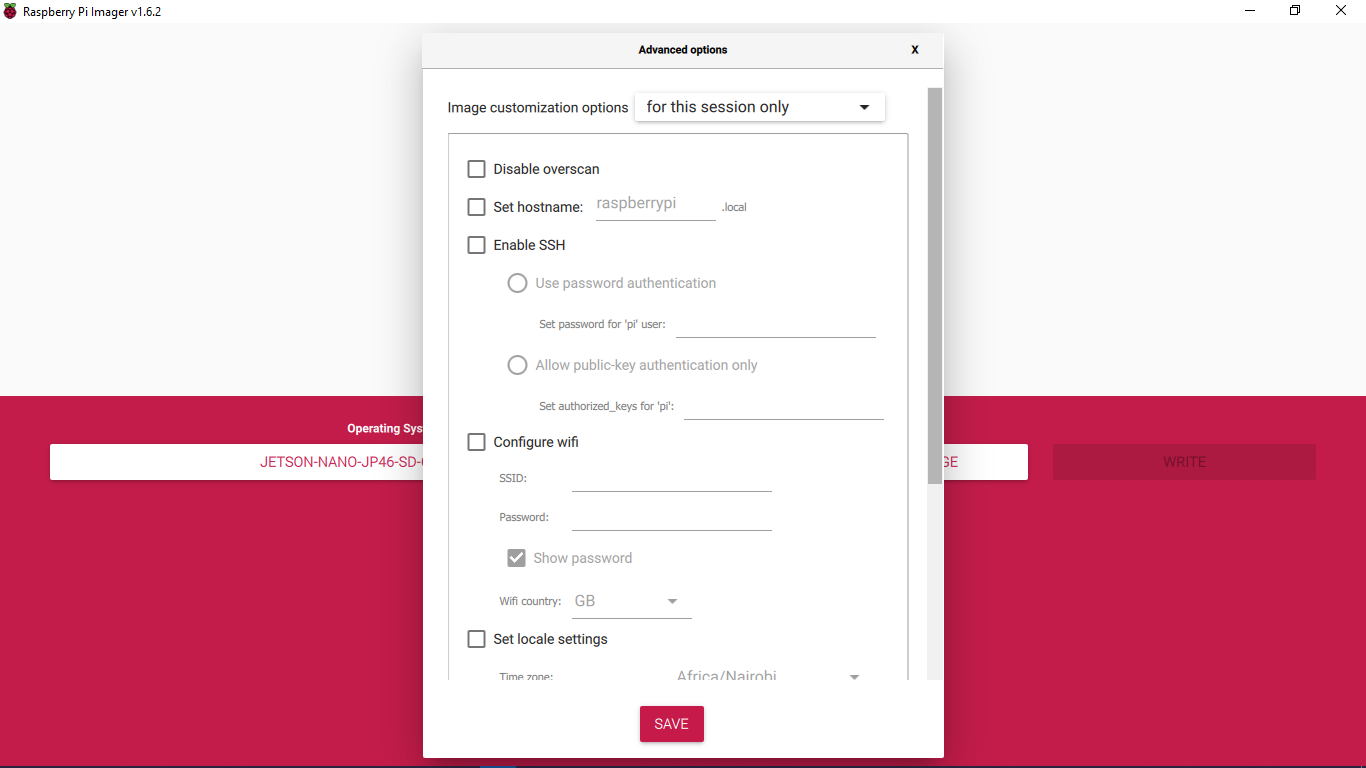 Raspberry Pi Imager v1.6.2
Advanced options X
Image customization options for this session only
Disable overscan
Set hostname: raspberrypi .local
Enable SSH
Use password authentication
Set password for 'pi' user:
Allow public-key authentication only
Set authorized_keys for 'pi':
Operating Sys
JETSON-NANO-JP46-SD-
GE
WRITE
Configure wifi
SSID:
Password:
Show password
Wifi country: GB
Set locale settings
Time zone: Africa/Nairobi
SAVE